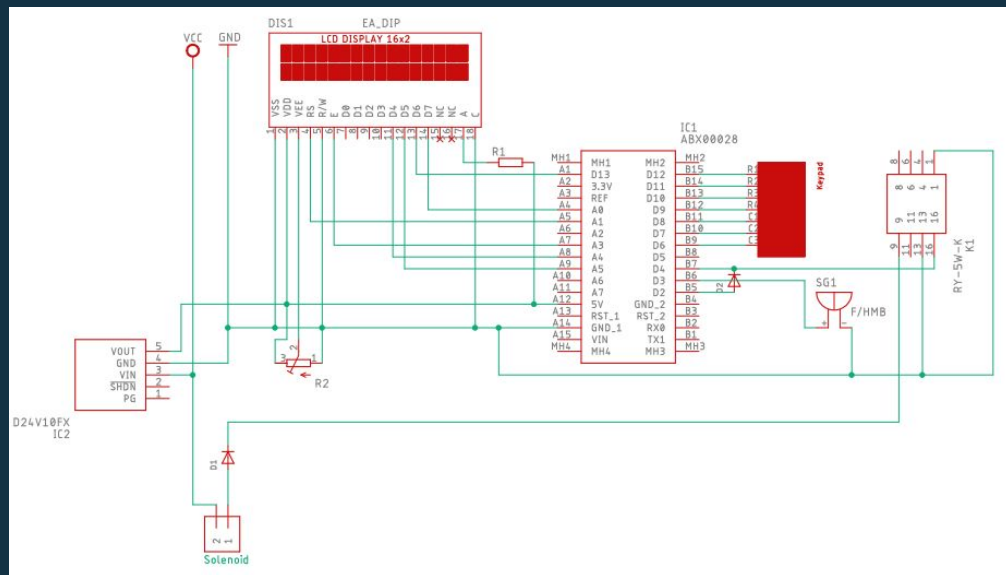 DIS1 EA_DIP
VCC GND
LCD DISPLAY 16x2
VSS VDD VEE RS R/W E D0 D1 D2 D3 D4 D5 D6 D7 NC NC A C
1 2 3 4 5 6 7 8 9 10 11 12 13 14 15 16 17 18
R1
IC1
ABX00028
MH1 MH1 MH2 MH2
A1 D13 D12 B15
A2 3.3V D11 B14
A3 REF D10 B13
A4 A0 D9 B12
A5 A1 D8 B11
A6 A2 D7 B10
A7 A3 D6 B9
A8 A4 D5 B8
A9 A5 D4 B7
A10 A6 D3 B6
A11 A7 D2 B5
A12 5V GND_2 B4
A13 RST_1 RST_2 B3
A14 GND_1 RX0 B2
A15 VIN TX1 B1
MH4 MH4 MH3 MH3
R1
R2
R3
R4
C1
C2
C3
Keypad
8 6 4 1
8 6 4 1
9 11 13 16
9 11 13 16
RY-5W-K
K1
D2
SG1
F/HMB
+ -
3 2 1
R2
VOUT 5
GND 4
VIN 3
SHDN 2
PG 1
D24V10FX
IC2
D1
2 1
Solenoid